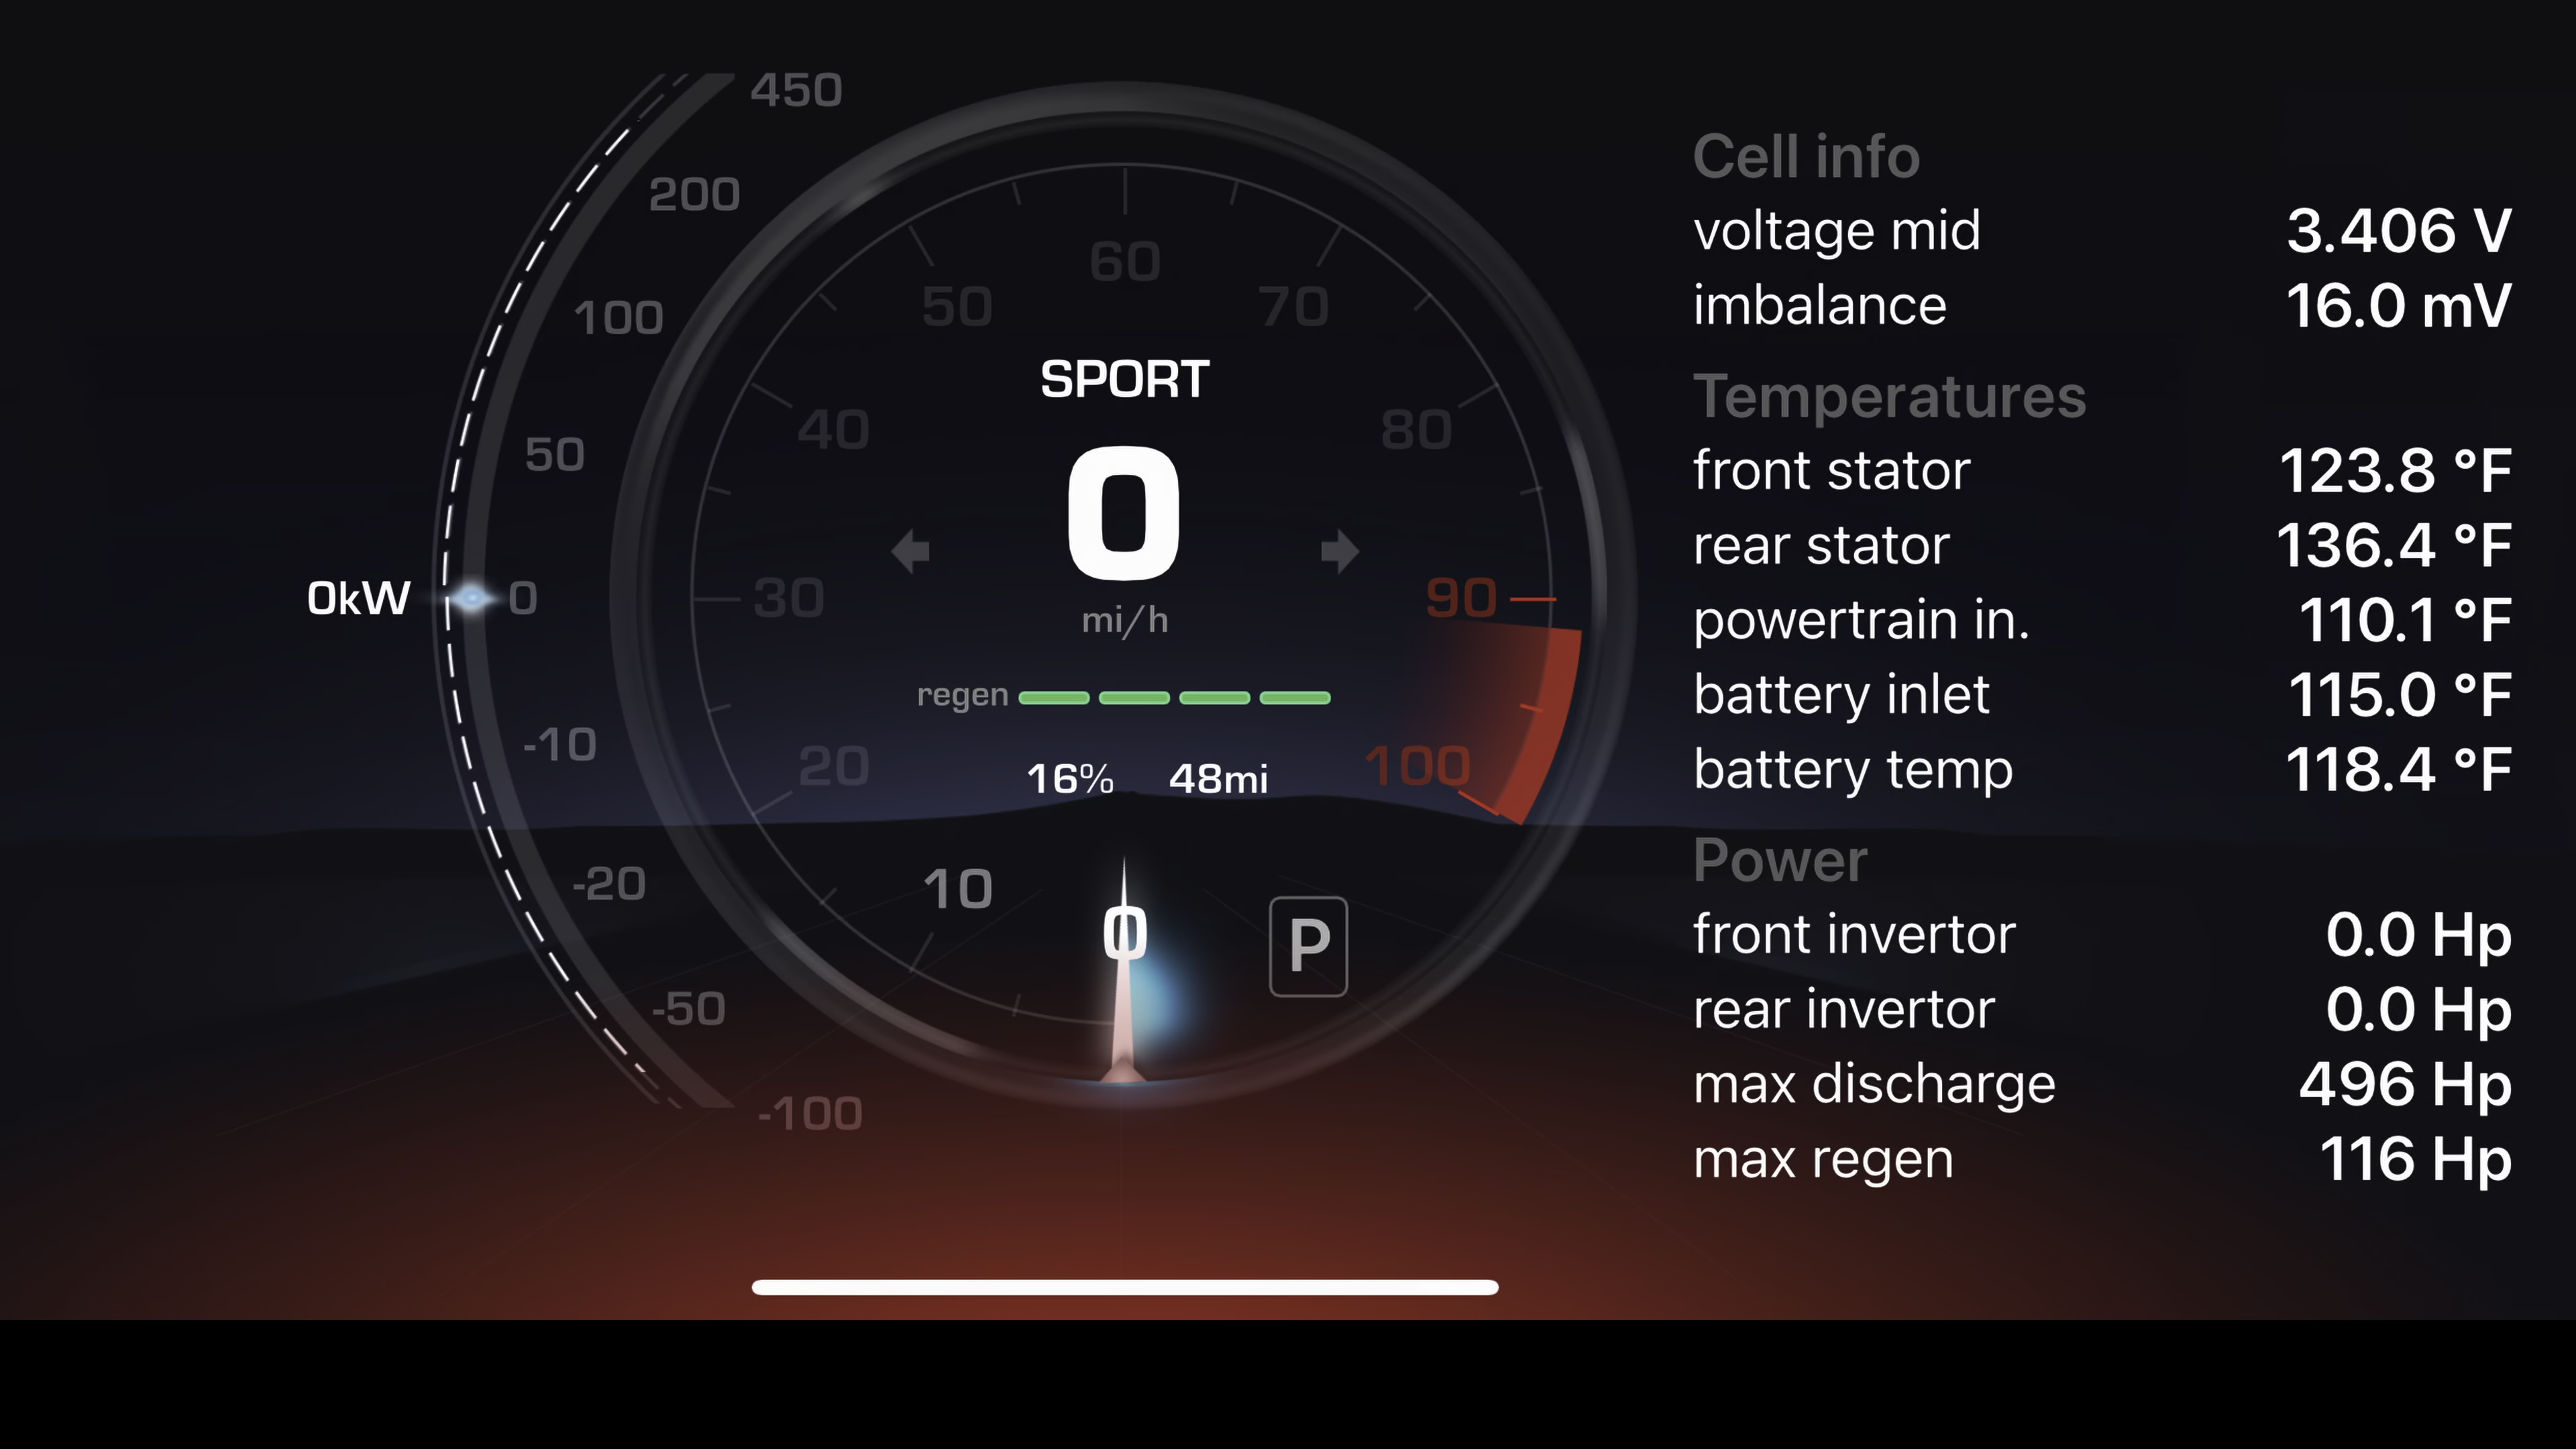 450
200
100
50
0kW
0
-10
-20
-50
-100
60
50
70
40
80
30
90
20
100
10
0
SPORT
0
mi/h
regen
16% 48mi
P
Cell info
voltage mid 3.406 V
imbalance 16.0 mV
Temperatures
front stator 123.8 °F
rear stator 136.4 °F
powertrain in. 110.1 °F
battery inlet 115.0 °F
battery temp 118.4 °F
Power
front invertor 0.0 Hp
rear invertor 0.0 Hp
max discharge 496 Hp
max regen 116 Hp